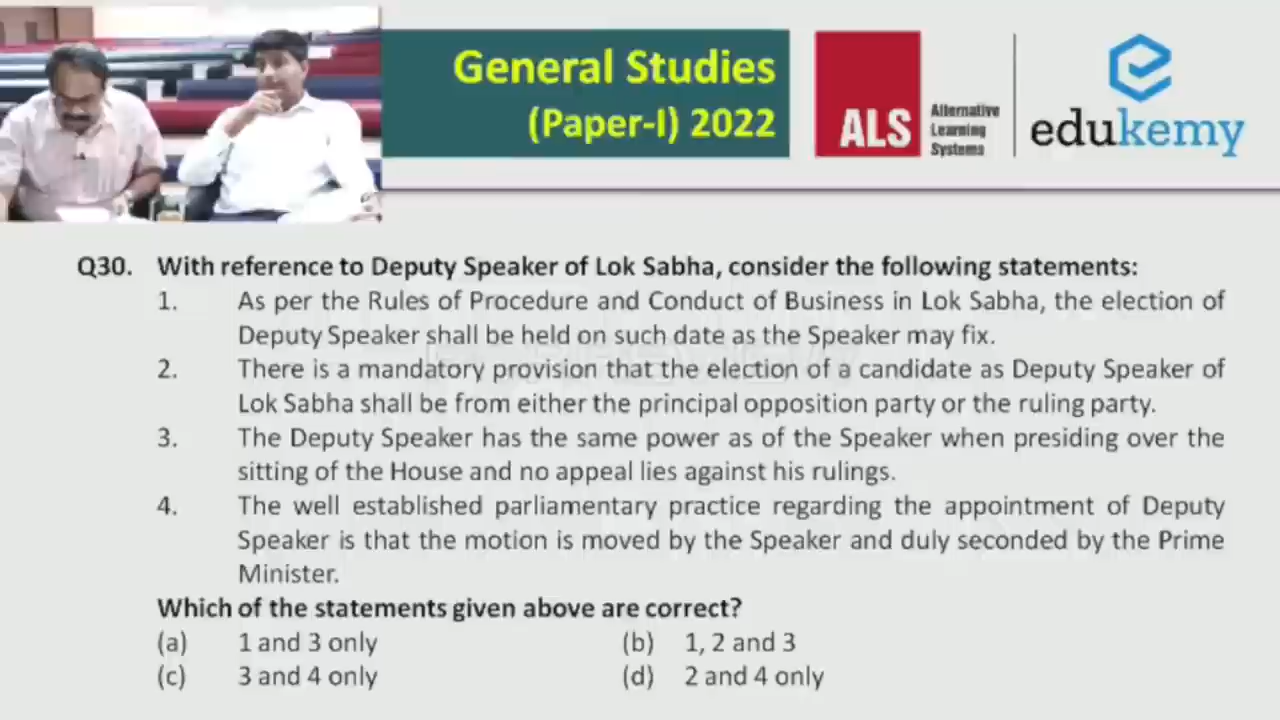 General Studies
(Paper-I) 2022
ALS
Alternative
Learning
Systems
edukemy
Q30. With reference to Deputy Speaker of Lok Sabha, consider the following statements:
1. As per the Rules of Procedure and Conduct of Business in Lok Sabha, the election of
Deputy Speaker shall be held on such date as the Speaker may fix.
2. There is a mandatory provision that the election of a candidate as Deputy Speaker of
Lok Sabha shall be from either the principal opposition party or the ruling party.
3. The Deputy Speaker has the same power as of the Speaker when presiding over the
sitting of the House and no appeal lies against his rulings.
4. The well established parliamentary practice regarding the appointment of Deputy
Speaker is that the motion is moved by the Speaker and duly seconded by the Prime
Minister.
Which of the statements given above are correct?
(a) 1 and 3 only (b) 1, 2 and 3
(c) 3 and 4 only (d) 2 and 4 only